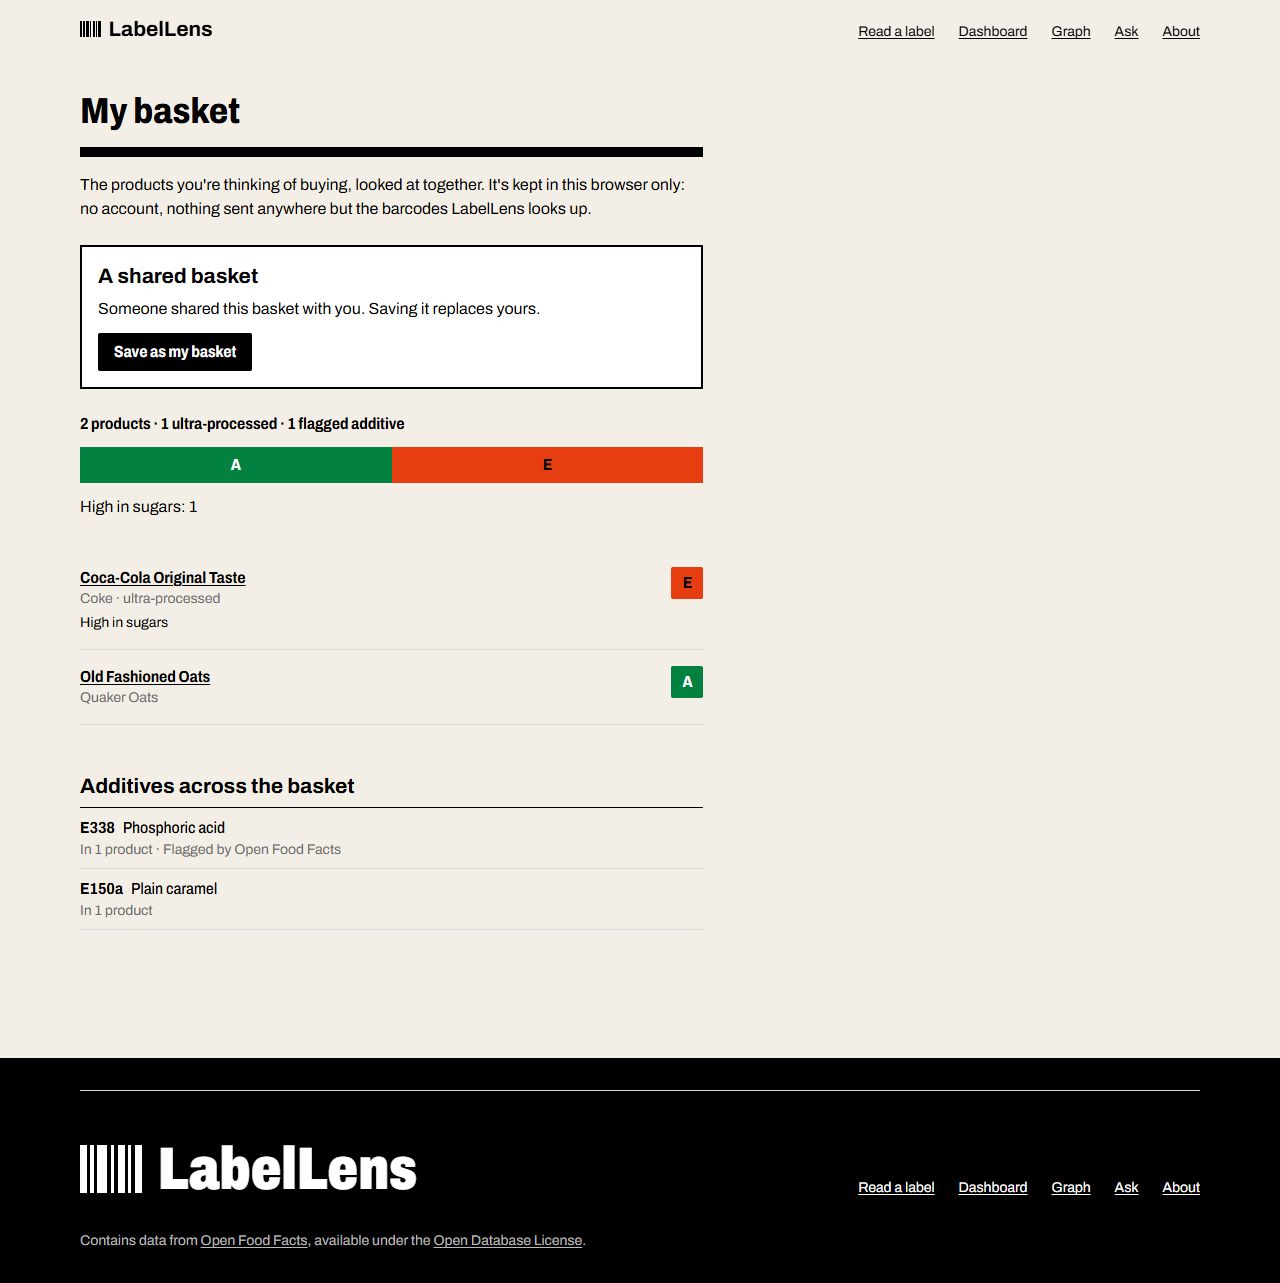 LabelLens
Read a label Dashboard Graph Ask About
My basket
The products you're thinking of buying, looked at together. It's kept in this browser only:
no account, nothing sent anywhere but the barcodes LabelLens looks up.
A shared basket
Someone shared this basket with you. Saving it replaces yours.
Save as my basket
2 products · 1 ultra-processed · 1 flagged additive
A E
High in sugars: 1
Coca-Cola Original Taste
E
Coke · ultra-processed
High in sugars
Old Fashioned Oats
A
Quaker Oats
Additives across the basket
E338 Phosphoric acid
In 1 product · Flagged by Open Food Facts
E150a Plain caramel
In 1 product
LabelLens
Read a label Dashboard Graph Ask About
Contains data from Open Food Facts, available under the Open Database License.